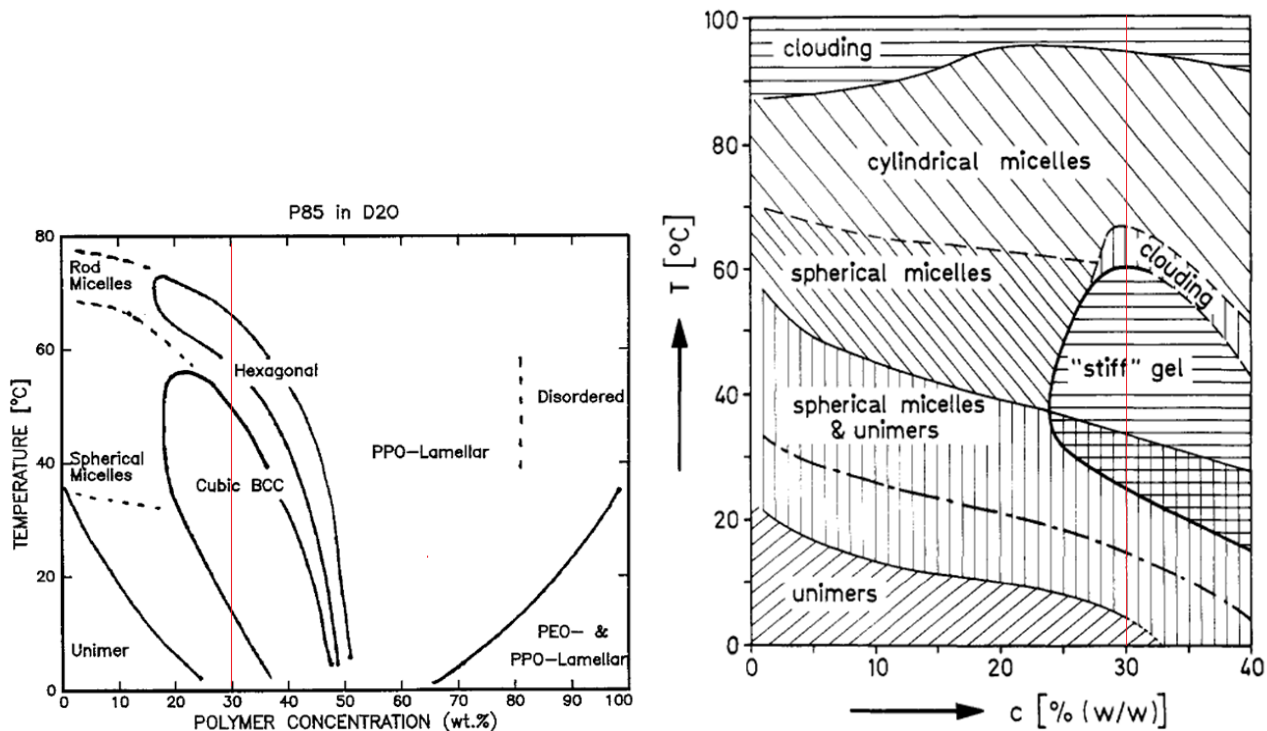 P85 in D2O
80
60
40
20
0
TEMPERATURE [°C]
Rod
Micelles
Hexagonal
Disordered
PPO-Lamellar
Spherical
Micelles
Cubic BCC
Unimer
PEO- &
PPO-Lamellar
0 10 20 30 40 50 60 70 80 90 100
POLYMER CONCENTRATION (wt.%)
100
80
60
40
20
0
T [°C]
clouding
cylindrical micelles
clouding
spherical micelles
"stiff" gel
spherical micelles
& unimers
unimers
0 10 20 30 40
c [% (w/w)]